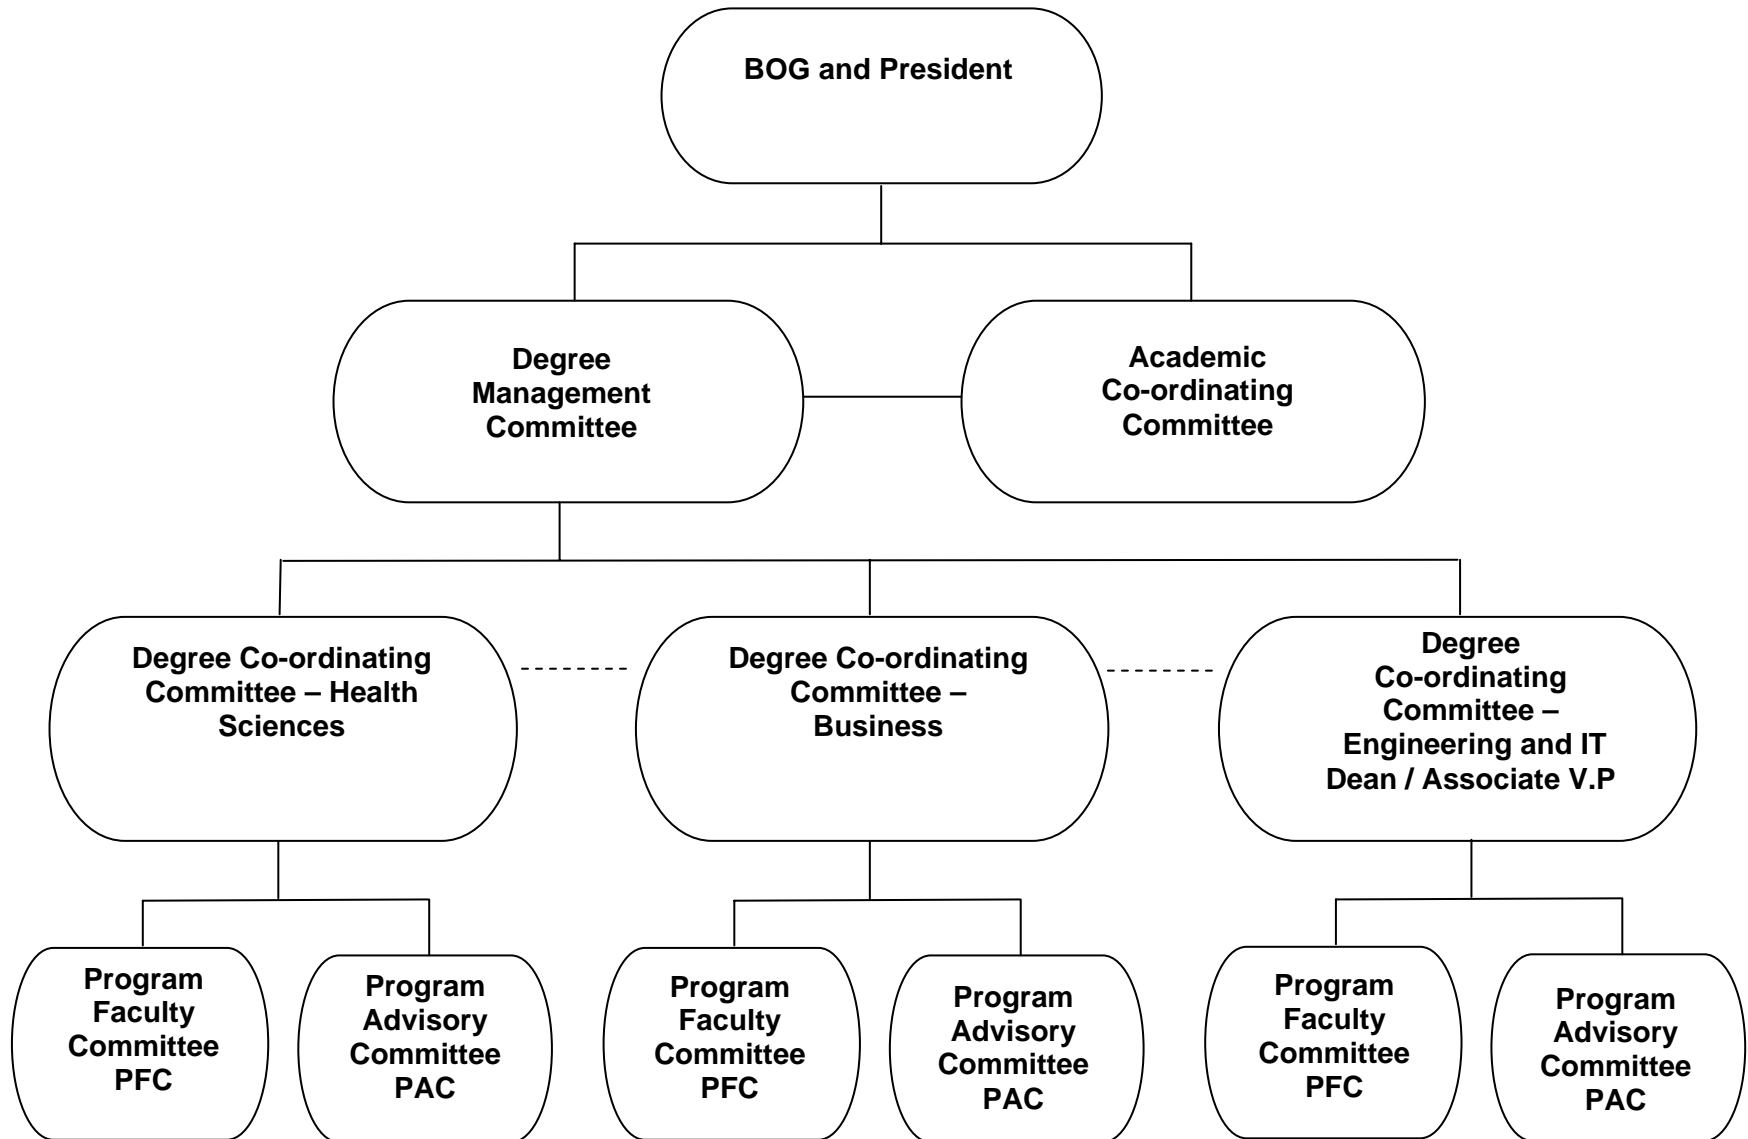 BOG and President
Degree
Management
Committee
Academic
Co-ordinating
Committee
Degree Co-ordinating
Committee – Health
Sciences
Degree Co-ordinating
Committee –
Business
Degree
Co-ordinating
Committee –
Engineering and IT
Dean / Associate V.P
Program
Faculty
Committee
PFC
Program
Advisory
Committee
PAC
Program
Faculty
Committee
PFC
Program
Advisory
Committee
PAC
Program
Faculty
Committee
PFC
Program
Advisory
Committee
PAC